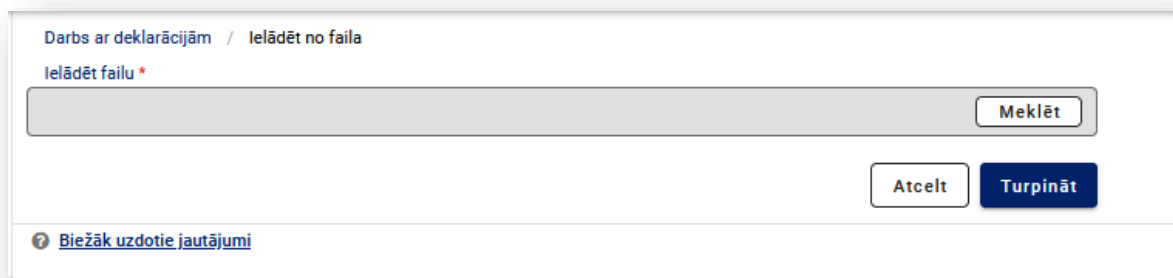 Darbs ar deklarācijām / Ielādēt no faila
Ielādēt failu *
Meklēt
Atcelt Turpināt
Biežāk uzdotie jautājumi